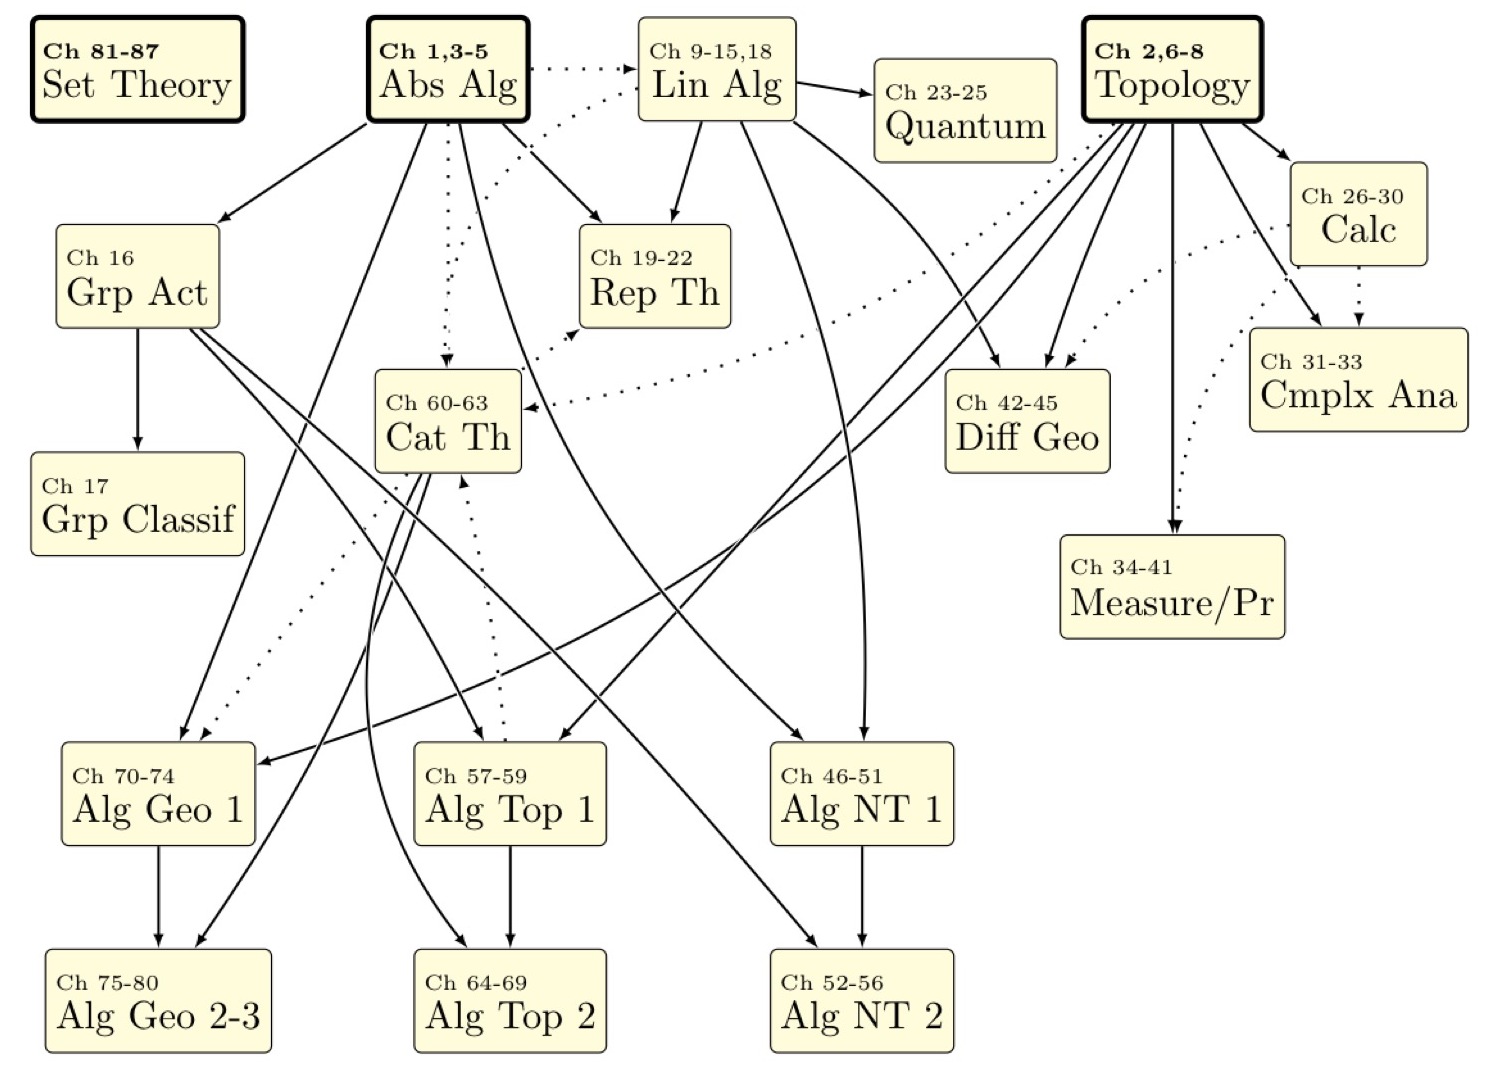 Ch 81-87
Set Theory
Ch 1,3-5
Abs Alg
Ch 9-15,18
Lin Alg
Ch 23-25
Quantum
Ch 2,6-8
Topology
Ch 26-30
Calc
Ch 16
Grp Act
Ch 19-22
Rep Th
Ch 31-33
Cmplx Ana
Ch 60-63
Cat Th
Ch 42-45
Diff Geo
Ch 17
Grp Classif
Ch 34-41
Measure/Pr
Ch 70-74
Alg Geo 1
Ch 57-59
Alg Top 1
Ch 46-51
Alg NT 1
Ch 75-80
Alg Geo 2-3
Ch 64-69
Alg Top 2
Ch 52-56
Alg NT 2